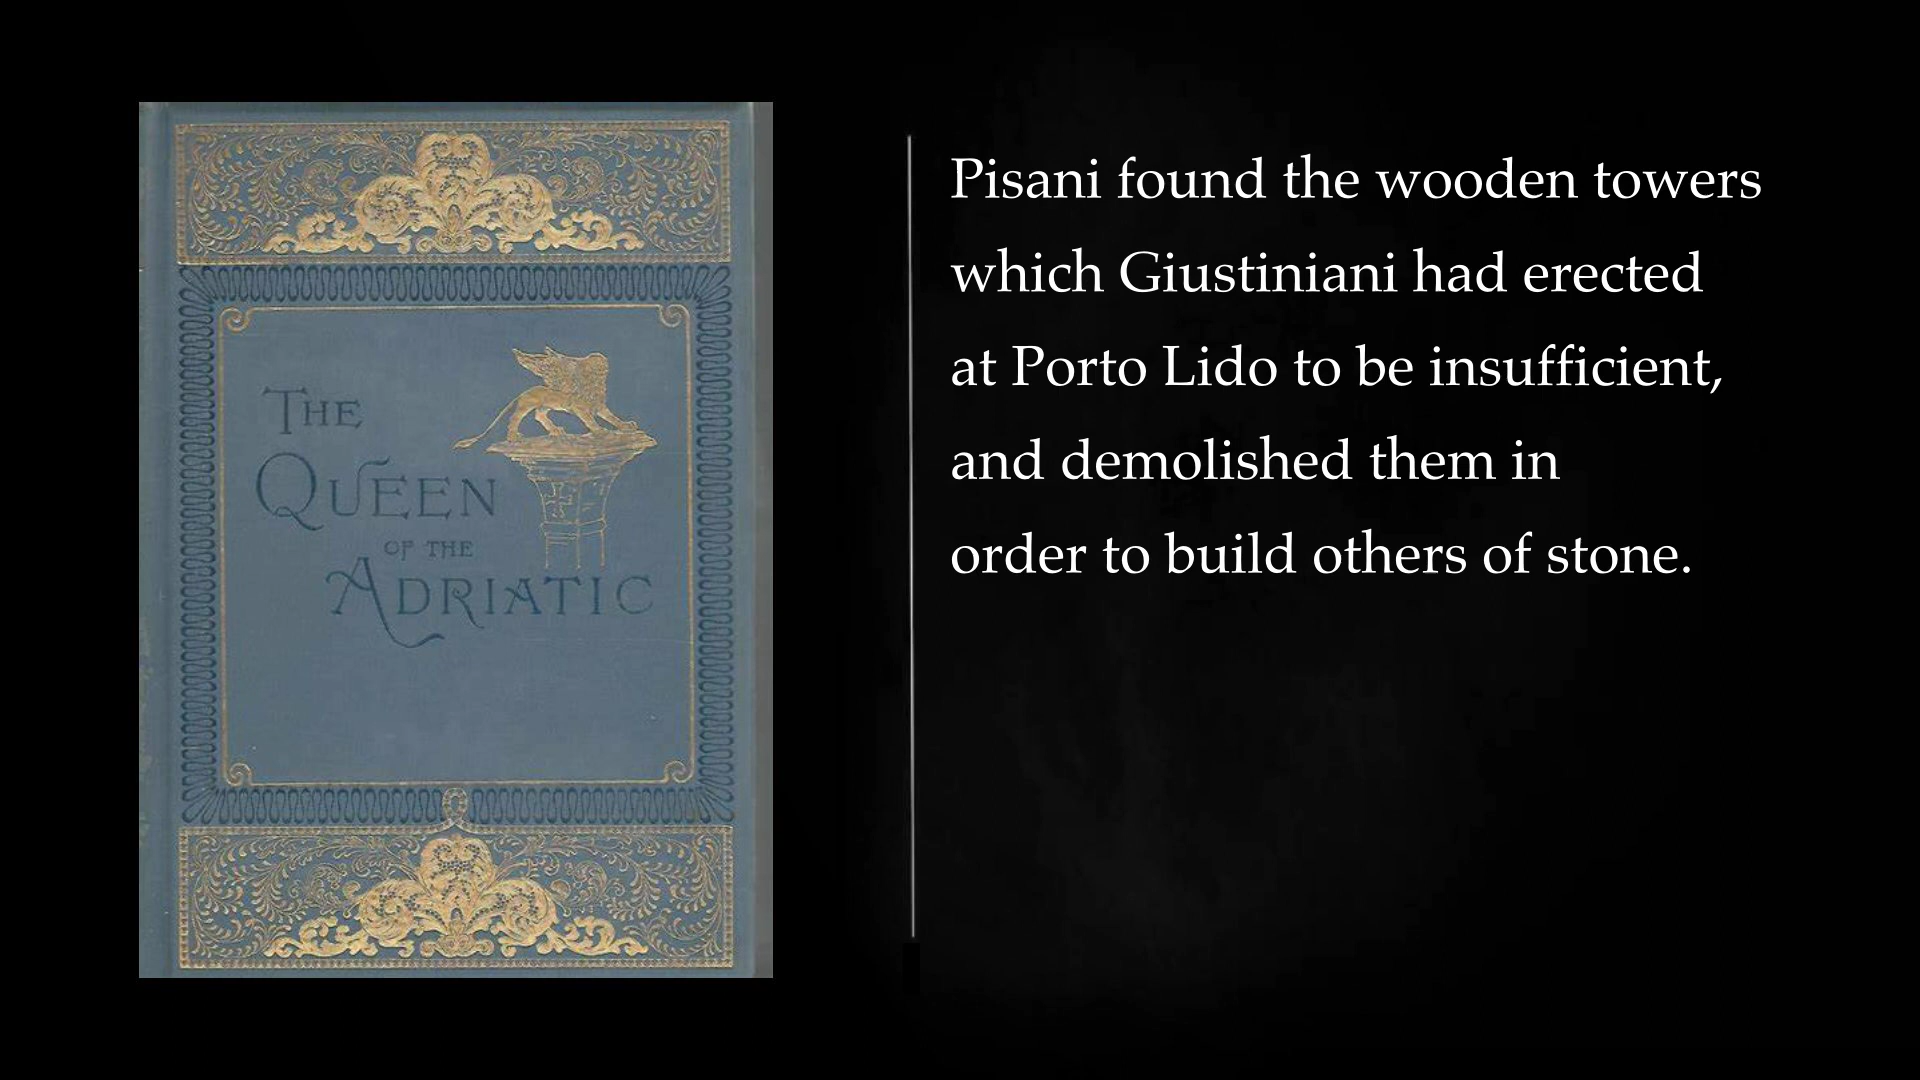 THE
QUEEN
OF THE
ADRIATIC
Pisani found the wooden towers
which Giustiniani had erected
at Porto Lido to be insufficient,
and demolished them in
order to build others of stone.